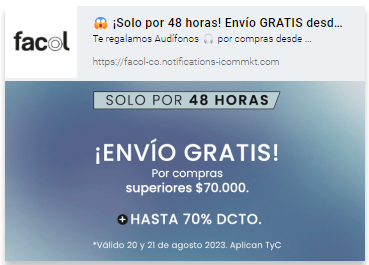 facol
😱 ¡Solo por 48 horas! Envío GRATIS desd...
Te regalamos Audífonos 🎧 por compras desde ...
https://facol-co.notifications-icommkt.com
SOLO POR 48 HORAS
¡ENVÍO GRATIS!
Por compras
superiores $70.000.
+ HASTA 70% DCTO.
*Válido 20 y 21 de agosto 2023. Aplican TyC